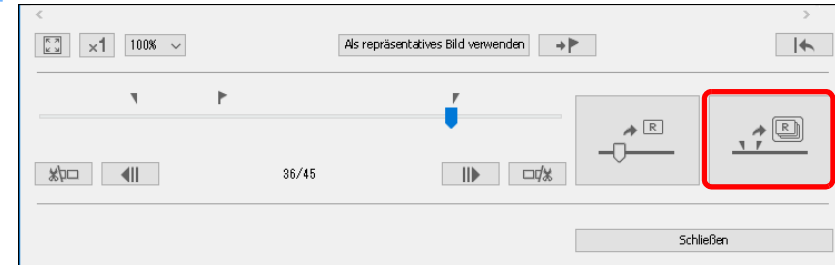 ×1 100% Als repräsentatives Bild verwenden
R R
36/45
Schließen